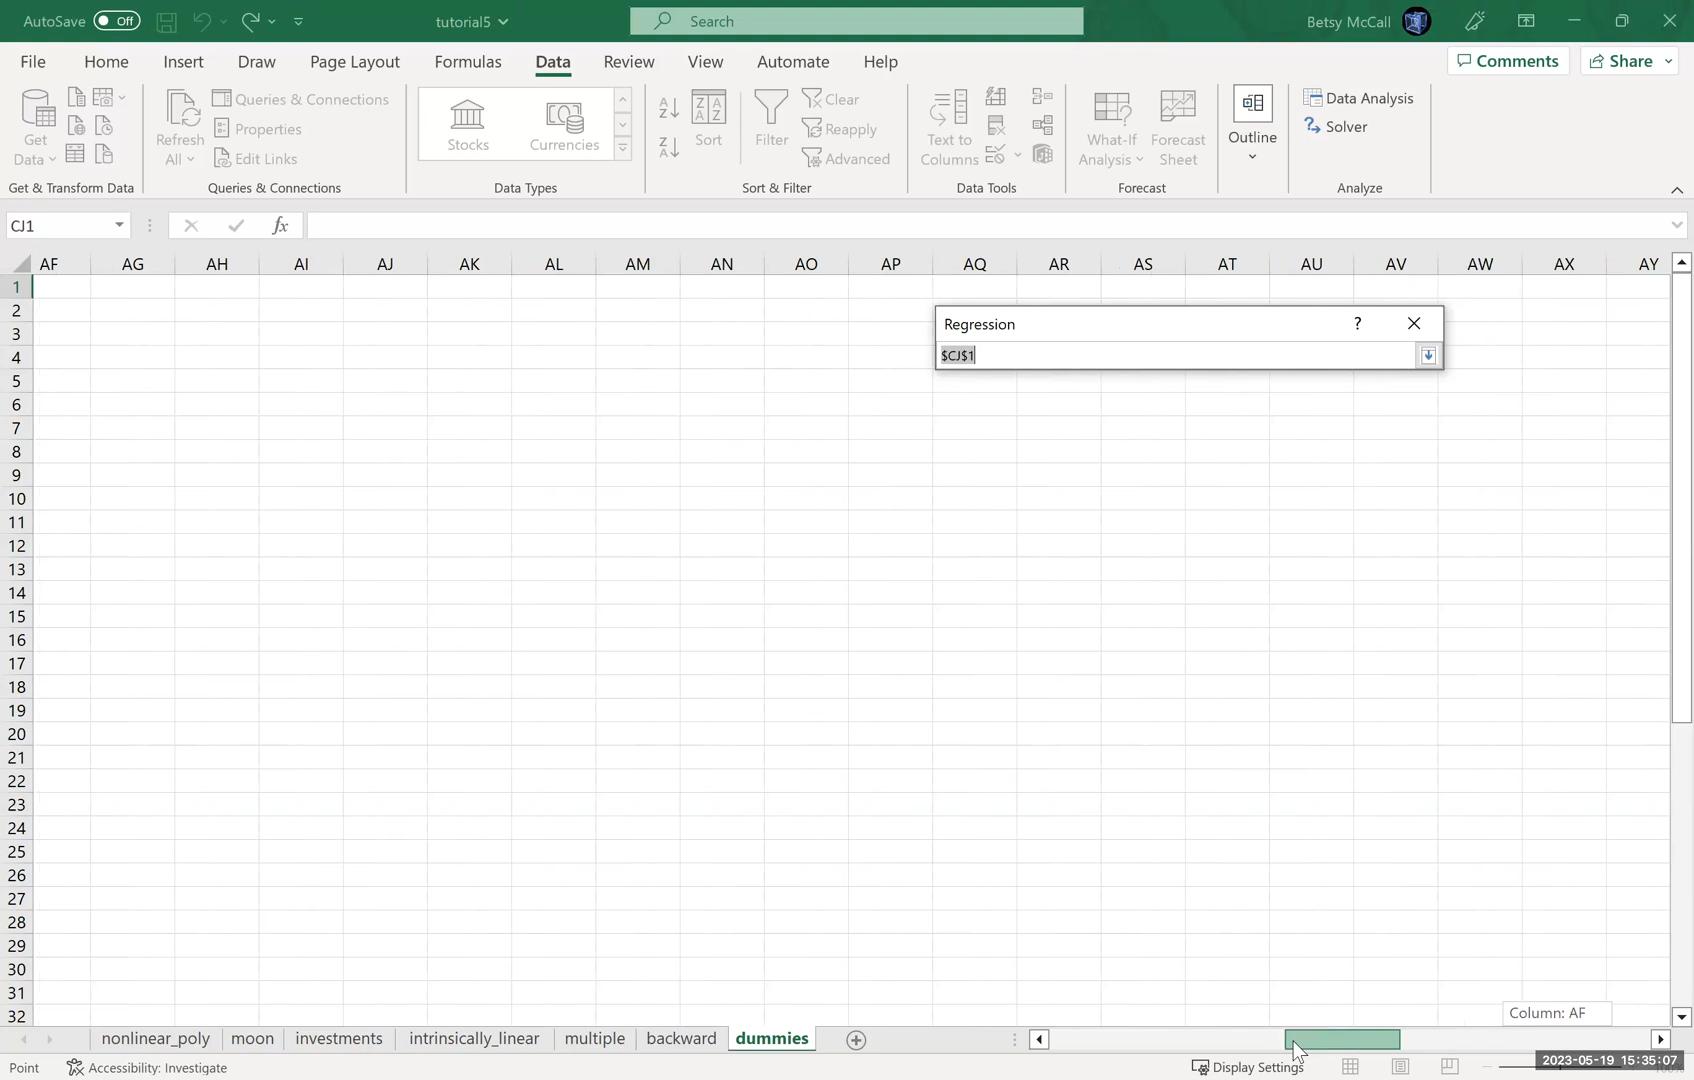 AutoSave Off tutorial5 Search Betsy McCall
File Home Insert Draw Page Layout Formulas Data Review View Automate Help Comments Share
Get Data
Get & Transform Data
Refresh All
Queries & Connections
Properties
Edit Links
Queries & Connections
Stocks Currencies
Data Types
Sort
Filter
Clear
Reapply
Advanced
Sort & Filter
Text to Columns
Data Tools
What-If Analysis
Forecast Sheet
Forecast
Outline
Data Analysis
Solver
Analyze
CJ1 fx
AF AG AH AI AJ AK AL AM AN AO AP AQ AR AS AT AU AV AW AX AY
1
2
3
4
5
6
7
8
9
10
11
12
13
14
15
16
17
18
19
20
21
22
23
24
25
26
27
28
29
30
31
32
Regression ?
$CJ$1
Column: AF
nonlinear_poly moon investments intrinsically_linear multiple backward dummies
Point Accessibility: Investigate Display Settings
2023-05-19 15:35:07